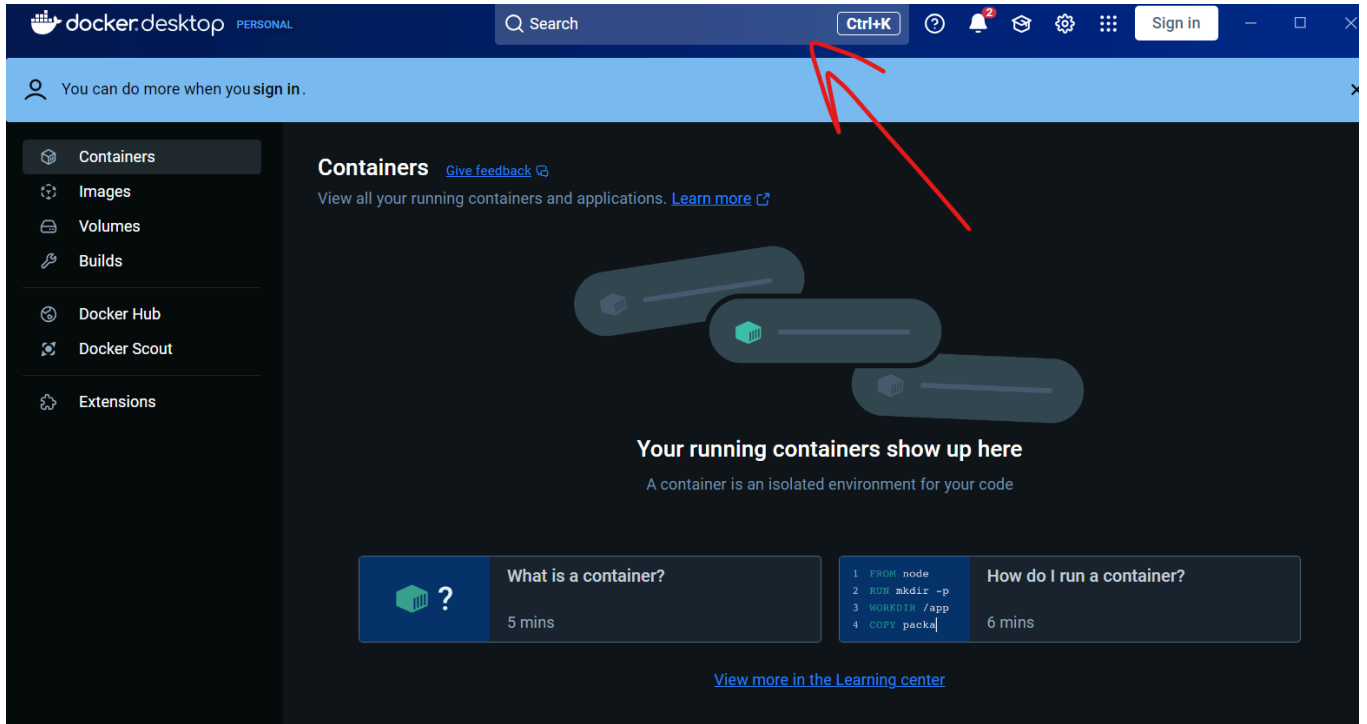 docker.desktop PERSONAL
Search Ctrl+K 2 Sign in
You can do more when you sign in.
Containers
Images
Volumes
Builds
Docker Hub
Docker Scout
Extensions
Containers Give feedback
View all your running containers and applications. Learn more
Your running containers show up here
A container is an isolated environment for your code
?
What is a container?
5 mins
1 FROM node
2 RUN mkdir -p
3 WORKDIR /app
4 COPY packa
How do I run a container?
6 mins
View more in the Learning center